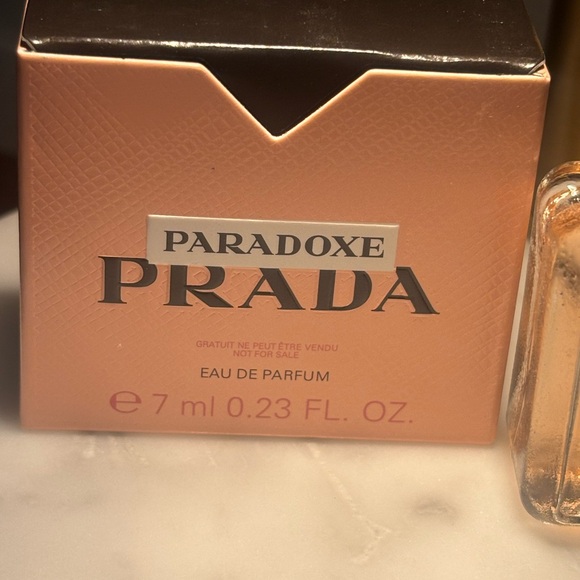 PARADOXE
PRADA
GRATUIT NE PEUT ÊTRE VENDU
NOT FOR SALE
EAU DE PARFUM
℮ 7 ml 0.23 FL. OZ.